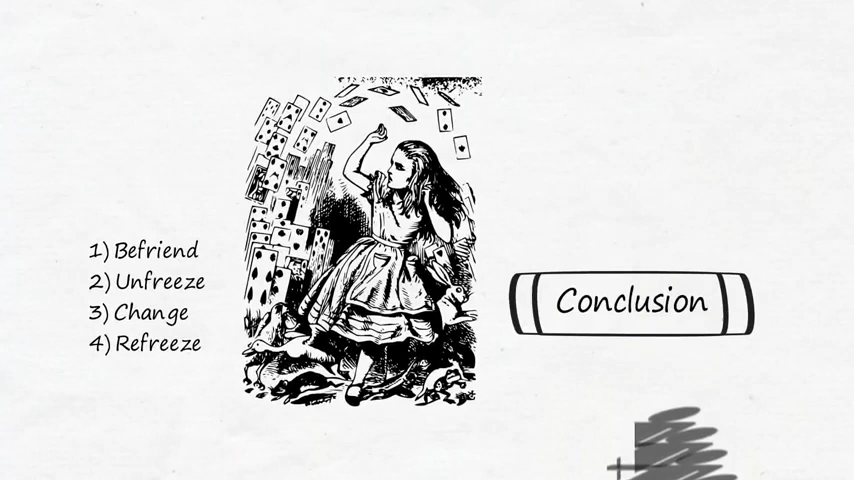 1) Befriend
2) Unfreeze
3) Change
4) Refreeze
Conclusion